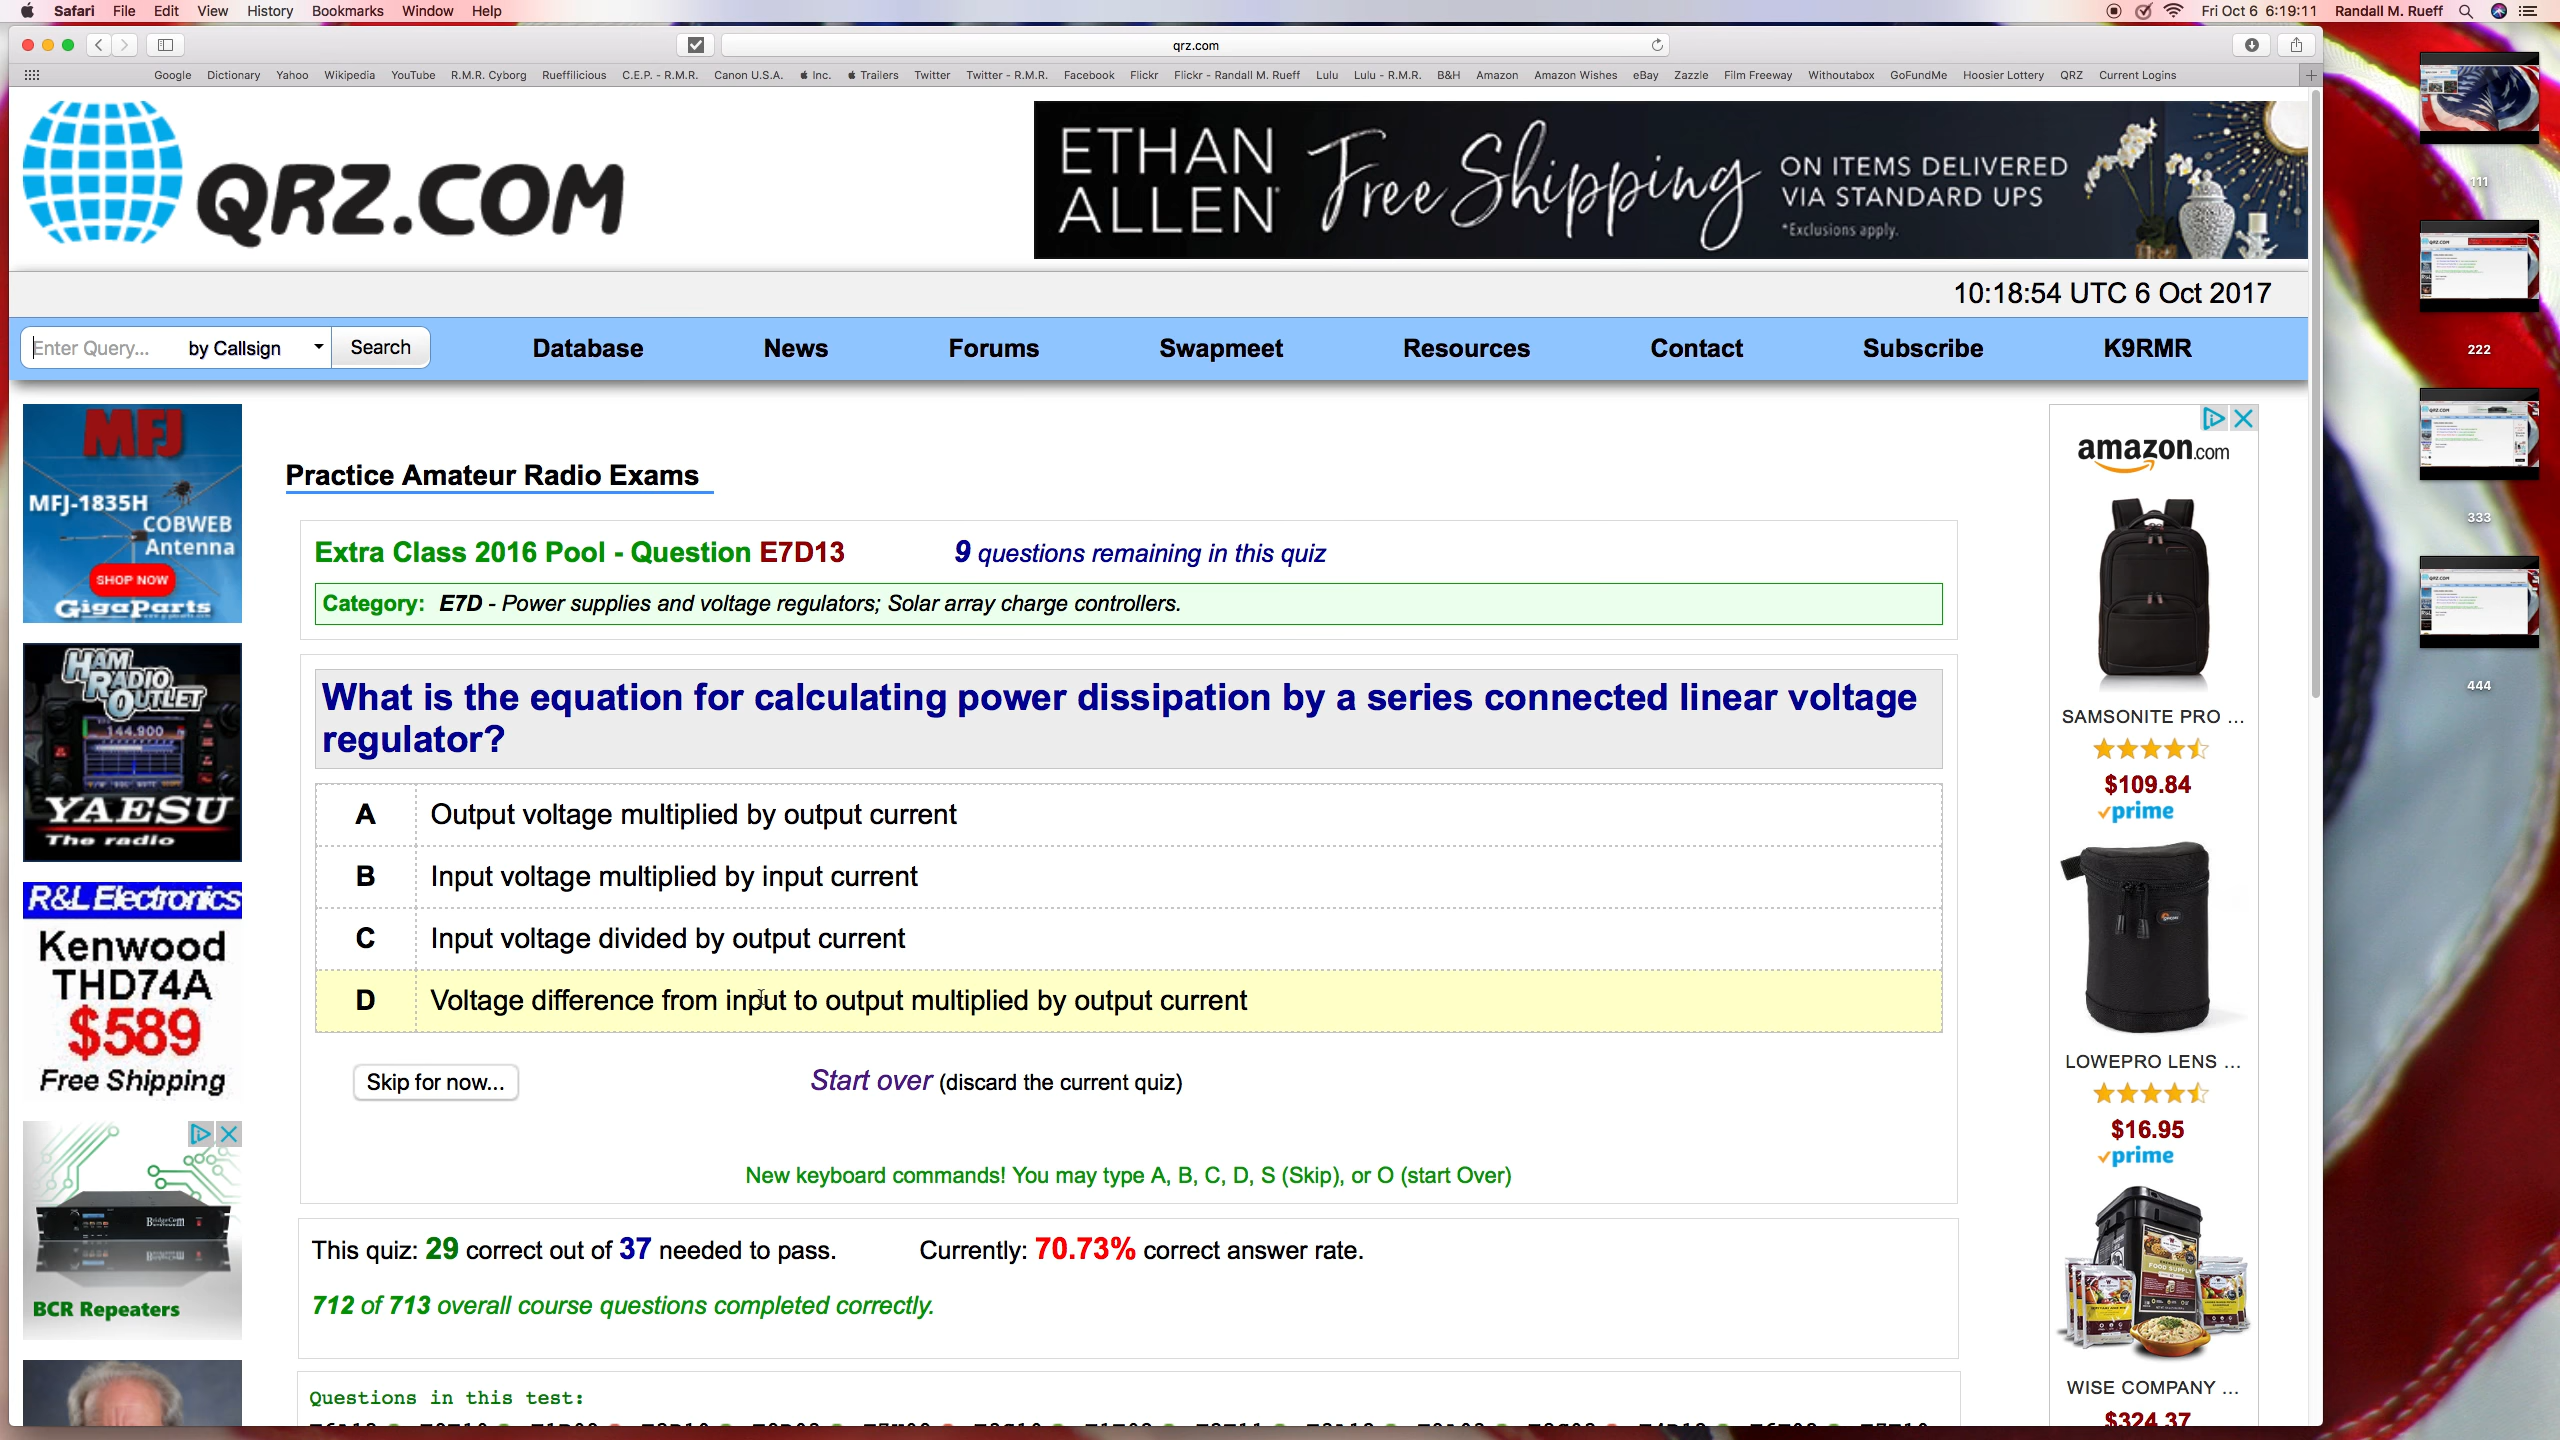 Safari File Edit View History Bookmarks Window Help
Fri Oct 6 6:19:11 Randall M. Rueff
qrz.com
Google Dictionary Yahoo Wikipedia YouTube R.M.R. Cyborg Rueffilicious C.E.P. - R.M.R. Canon U.S.A. Inc. Trailers Twitter Twitter - R.M.R. Facebook Flickr Flickr - Randall M. Rueff Lulu Lulu - R.M.R. B&H Amazon Amazon Wishes eBay Zazzle Film Freeway Withoutabox GoFundMe Hoosier Lottery QRZ Current Logins
QRZ.COM
ETHAN ALLEN
Free Shipping
ON ITEMS DELIVERED
VIA STANDARD UPS
*Exclusions apply.
10:18:54 UTC 6 Oct 2017
Enter Query... by Callsign Search Database News Forums Swapmeet Resources Contact Subscribe K9RMR
MFJ
MFJ-1835H
COBWEB
Antenna
SHOP NOW
GigaParts
HAM
RADIO
OUTLET
144.900
YAESU
The radio
R&L Electronics
Kenwood
THD74A
$589
Free Shipping
BridgeCom
BCR Repeaters
Practice Amateur Radio Exams
Extra Class 2016 Pool - Question E7D13 9 questions remaining in this quiz
Category: E7D - Power supplies and voltage regulators; Solar array charge controllers.
What is the equation for calculating power dissipation by a series connected linear voltage
regulator?
A Output voltage multiplied by output current
B Input voltage multiplied by input current
C Input voltage divided by output current
D Voltage difference from input to output multiplied by output current
Skip for now... Start over (discard the current quiz)
New keyboard commands! You may type A, B, C, D, S (Skip), or O (start Over)
This quiz: 29 correct out of 37 needed to pass. Currently: 70.73% correct answer rate.
712 of 713 overall course questions completed correctly.
Questions in this test:
amazon.com
SAMSONITE PRO ...
$109.84
prime
LOWEPRO LENS ...
$16.95
prime
WISE COMPANY ...
$324.37
111
222
333
444